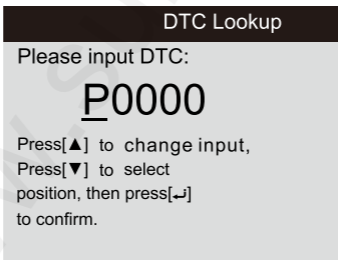 DTC Lookup
Please input DTC:
P0000
Press[▲] to change input,
Press[▼] to select
position, then press[↵]
to confirm.